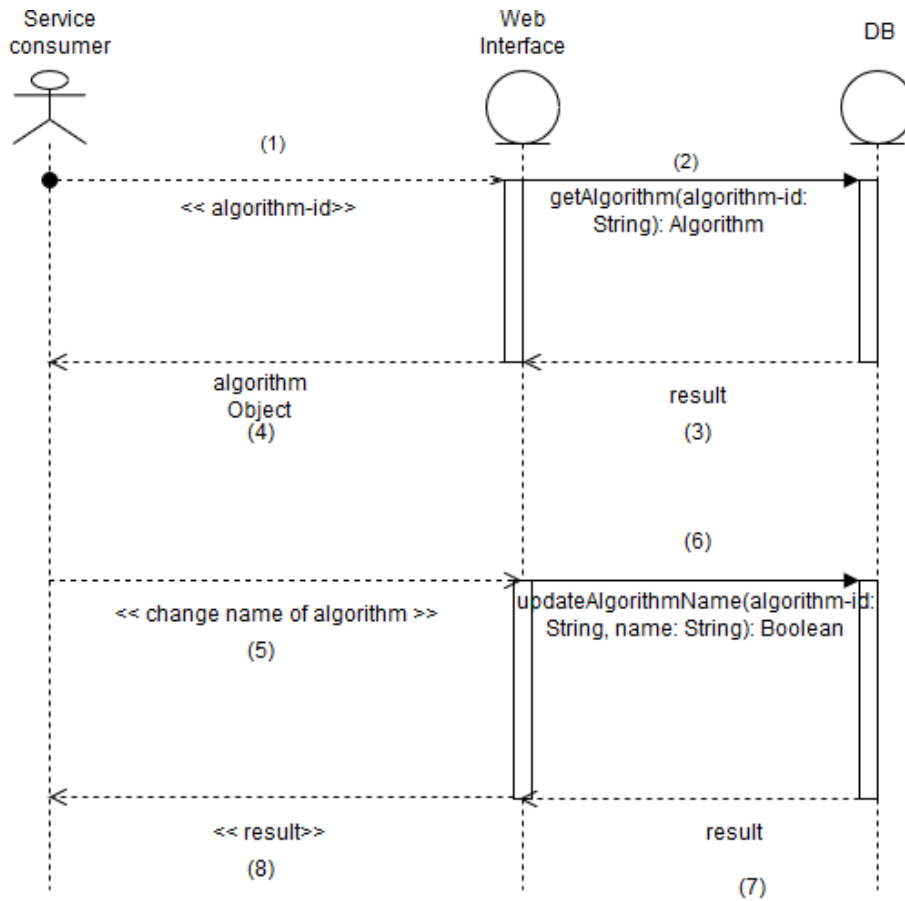 Service
consumer
Web
Interface
DB
(1)
(2)
<< algorithm-id>>
getAlgorithm(algorithm-id:
String): Algorithm
algorithm
Object
(4)
result
(3)
(6)
<< change name of algorithm >>
(5)
updateAlgorithmName(algorithm-id:
String, name: String): Boolean
<< result>>
(8)
result
(7)